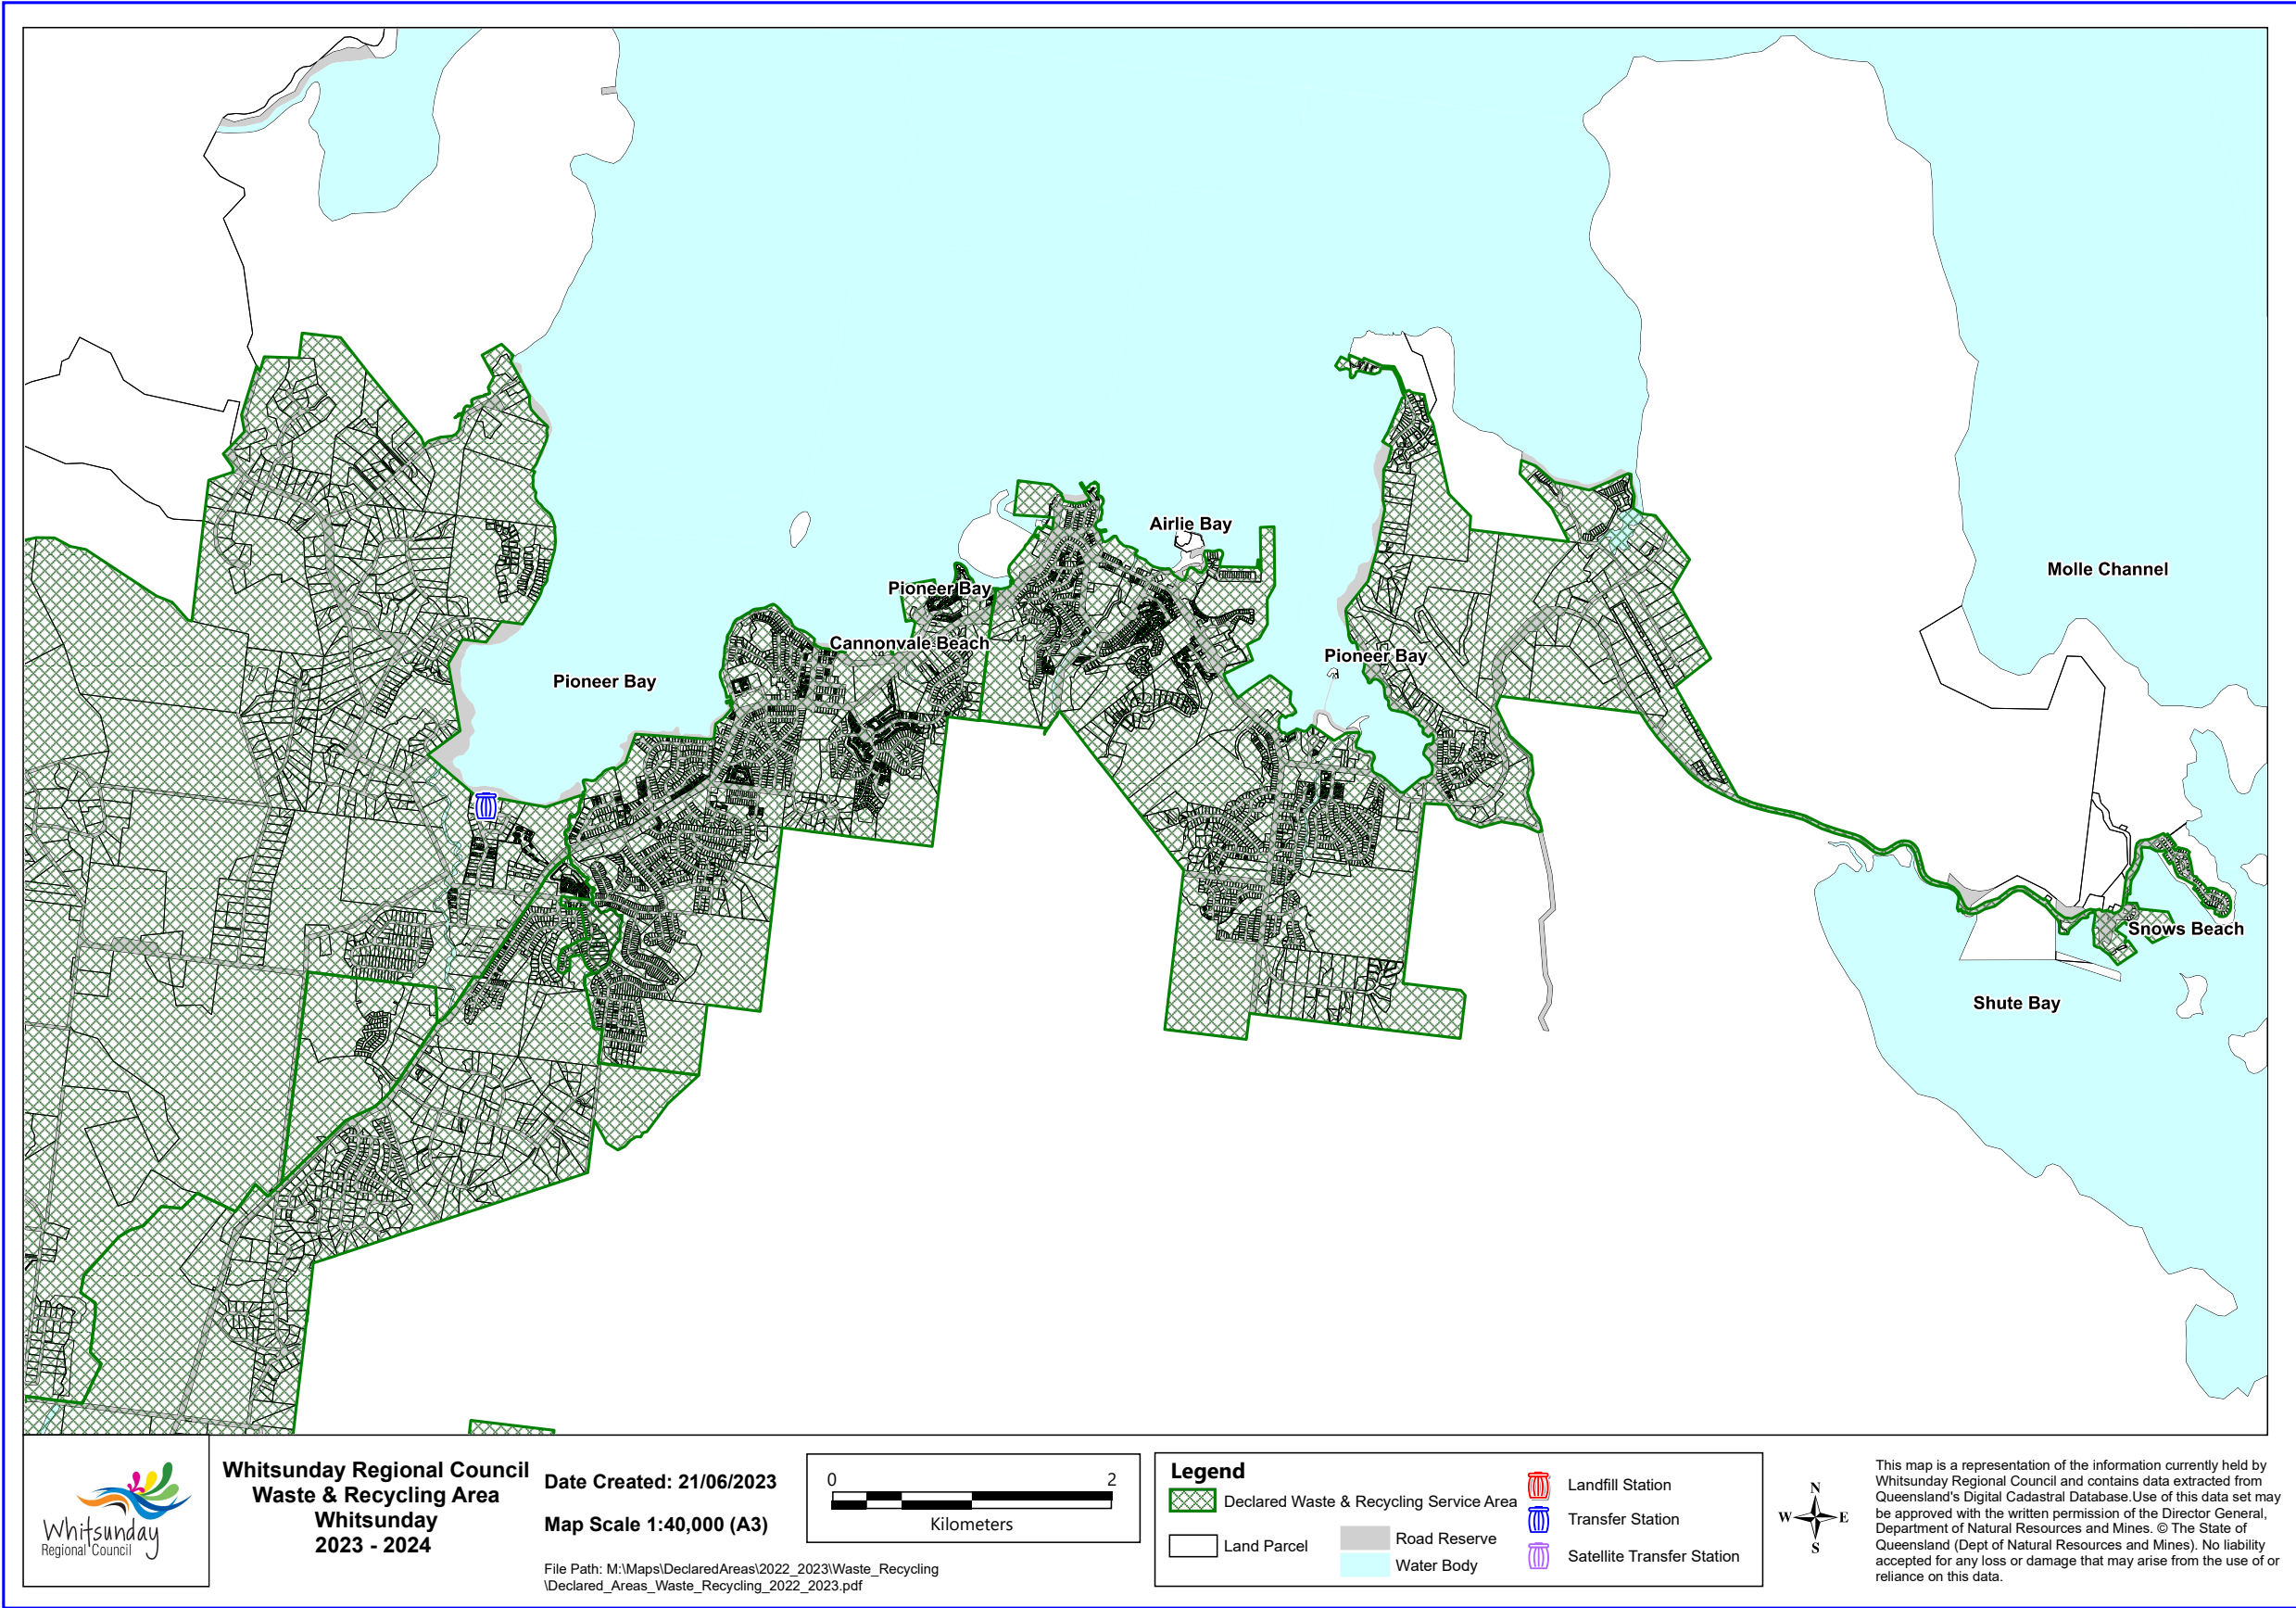 Airlie Bay
Molle Channel
Pioneer Bay
Cannonvale Beach
Pioneer Bay
Pioneer Bay
Snows Beach
Shute Bay
Whitsunday
Regional Council
Whitsunday Regional Council
Waste & Recycling Area
Whitsunday
2023 - 2024
Date Created: 21/06/2023
Map Scale 1:40,000 (A3)
File Path: M:\Maps\DeclaredAreas\2022_2023\Waste_Recycling
\Declared_Areas_Waste_Recycling_2022_2023.pdf
0 2
Kilometers
Legend
Declared Waste & Recycling Service Area
Land Parcel
Road Reserve
Water Body
Landfill Station
Transfer Station
Satellite Transfer Station
N
W E
S
This map is a representation of the information currently held by
Whitsunday Regional Council and contains data extracted from
Queensland's Digital Cadastral Database.Use of this data set may
be approved with the written permission of the Director General,
Department of Natural Resources and Mines. © The State of
Queensland (Dept of Natural Resources and Mines). No liability
accepted for any loss or damage that may arise from the use of or
reliance on this data.